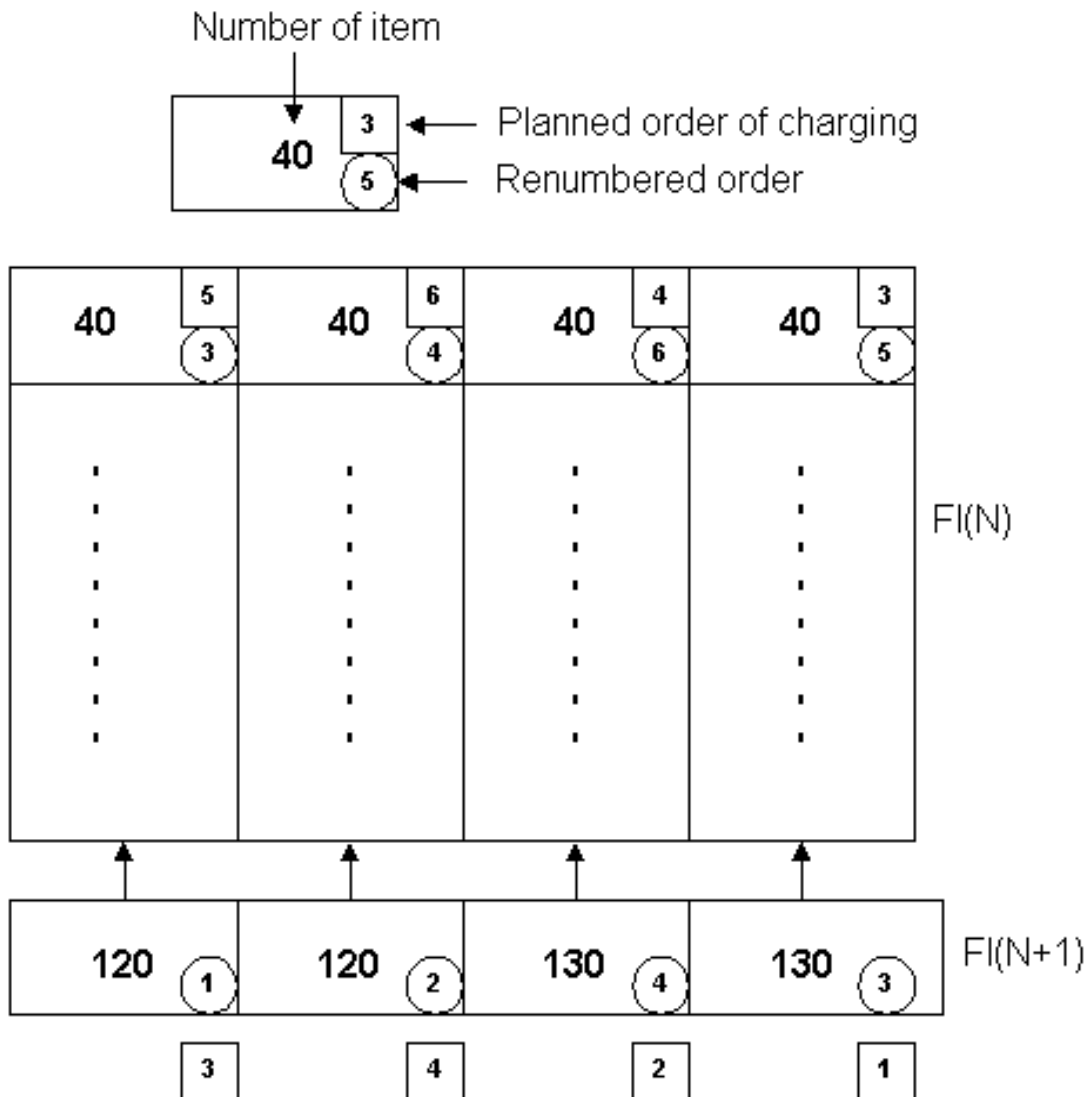 Number of item
3
Planned order of charging
40
5
Renumbered order
5 6 4 3
40 40 40 40
3 4 6 5
FI(N)
120 120 130 130
FI(N+1)
1 2 4 3
3 4 2 1